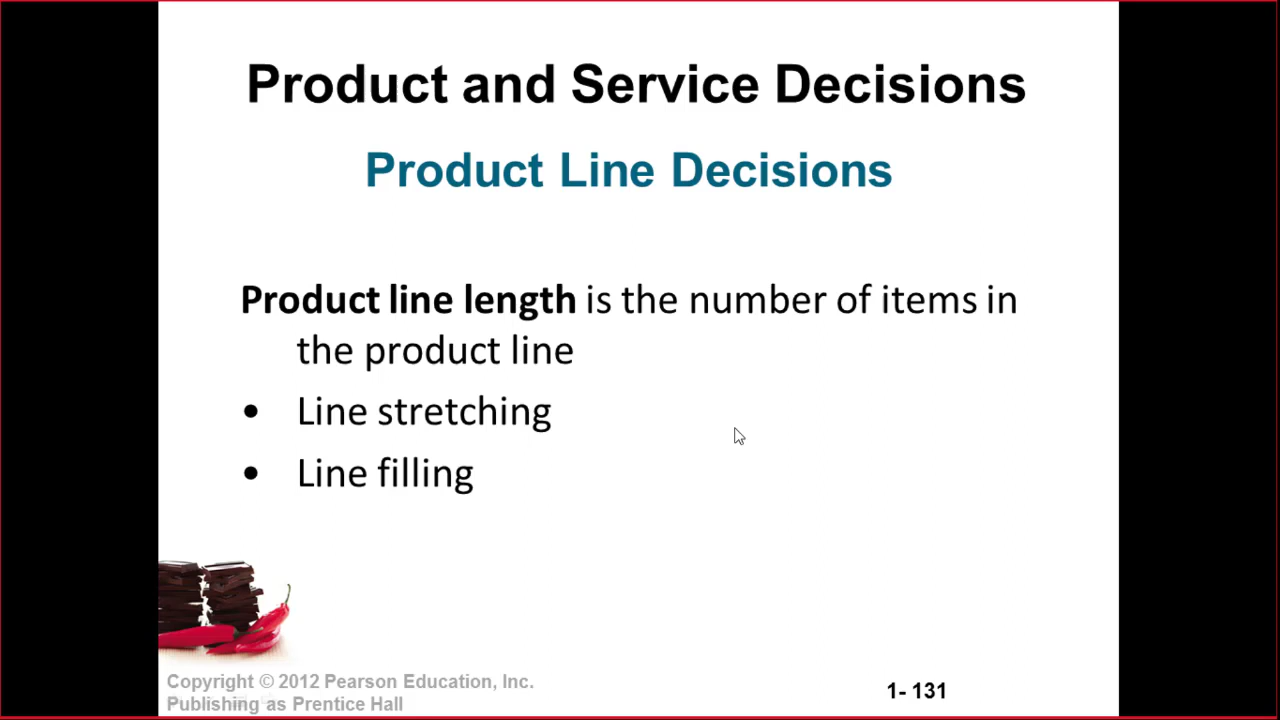 Product and Service Decisions
Product Line Decisions
Product line length is the number of items in
the product line
• Line stretching
• Line filling
Copyright © 2012 Pearson Education, Inc.
Publishing as Prentice Hall
1- 131